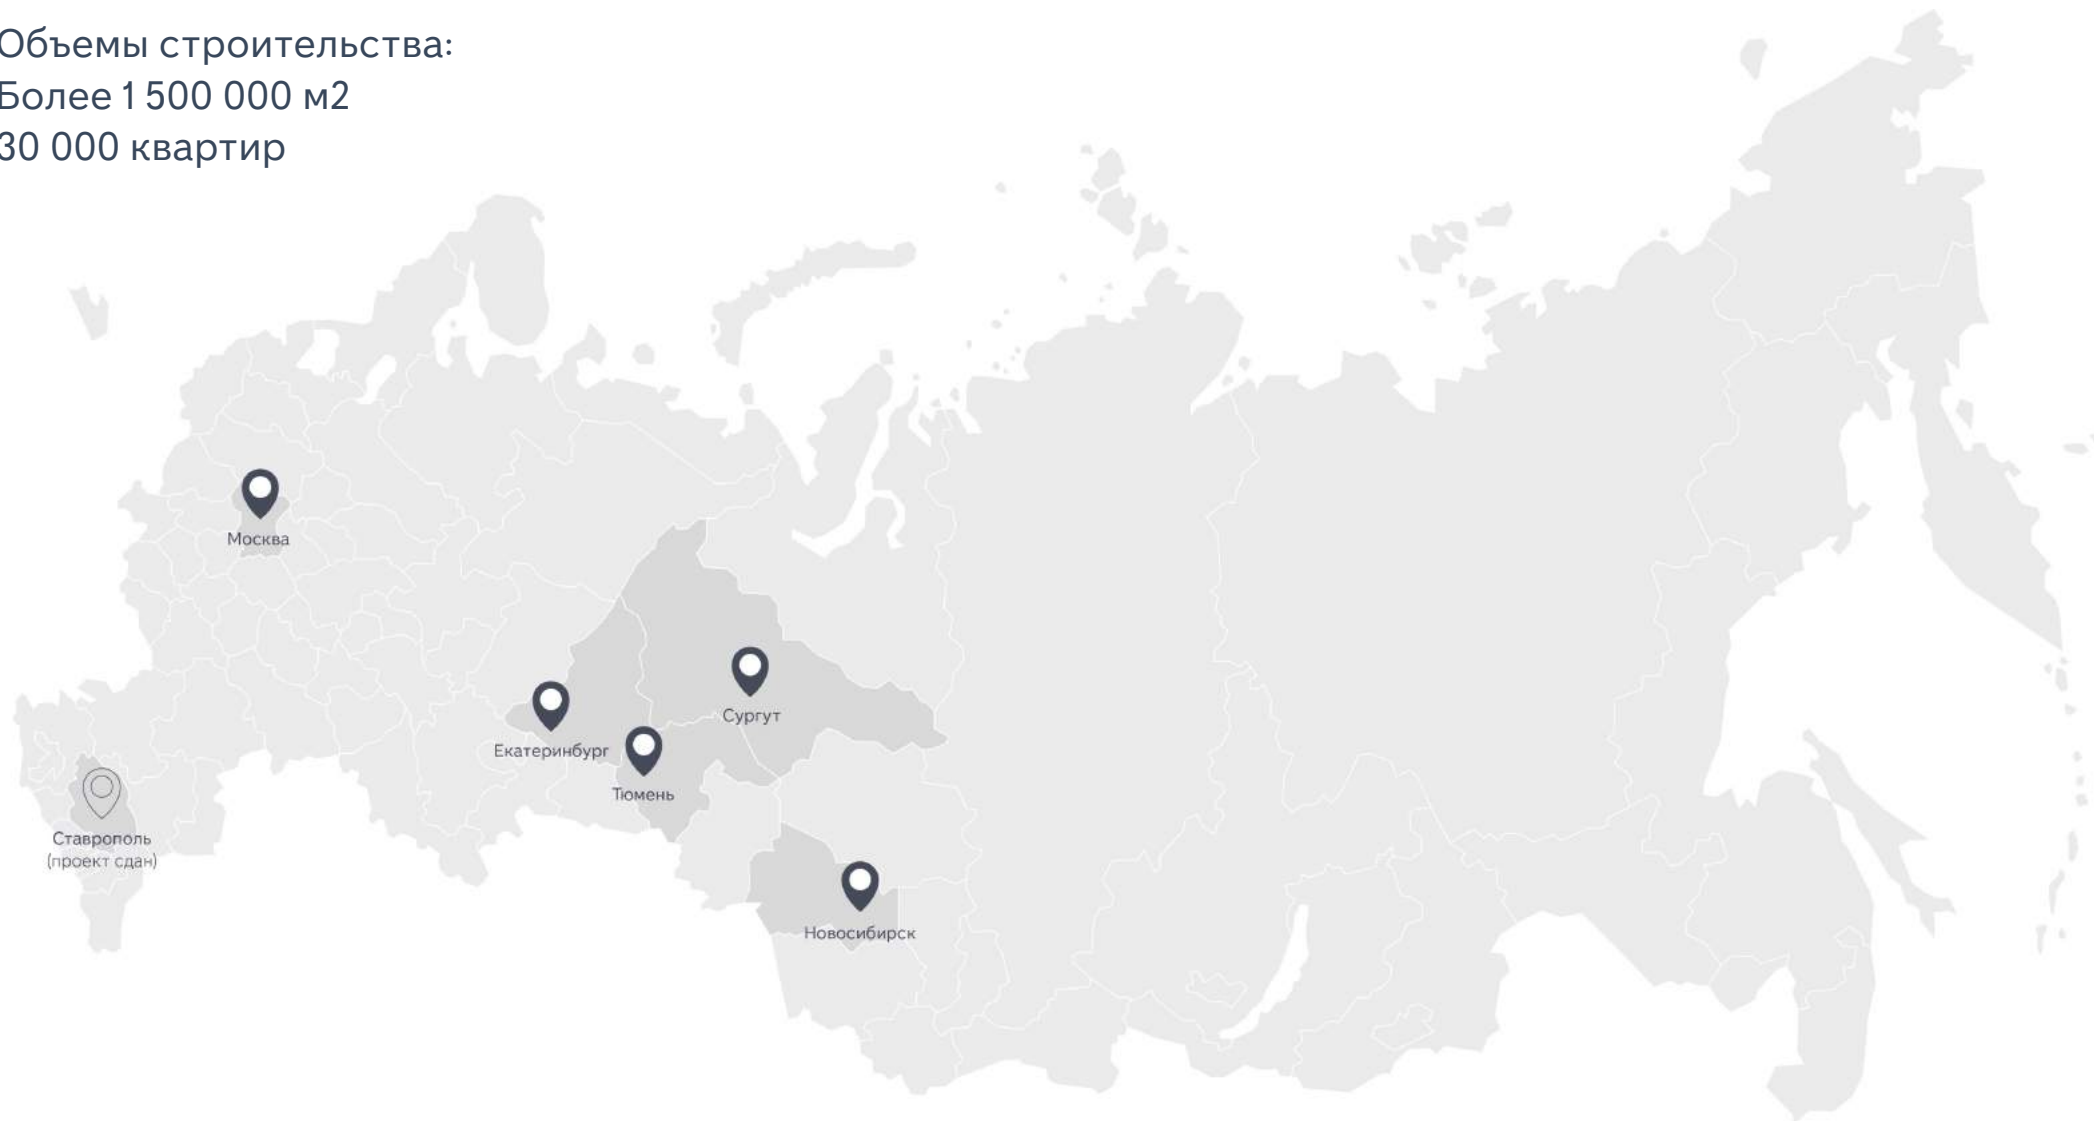 Объемы строительства:
Более 1 500 000 м2
30 000 квартир
Москва
Сургут
Екатеринбург
Тюмень
Ставрополь
(проект сдан)
Новосибирск